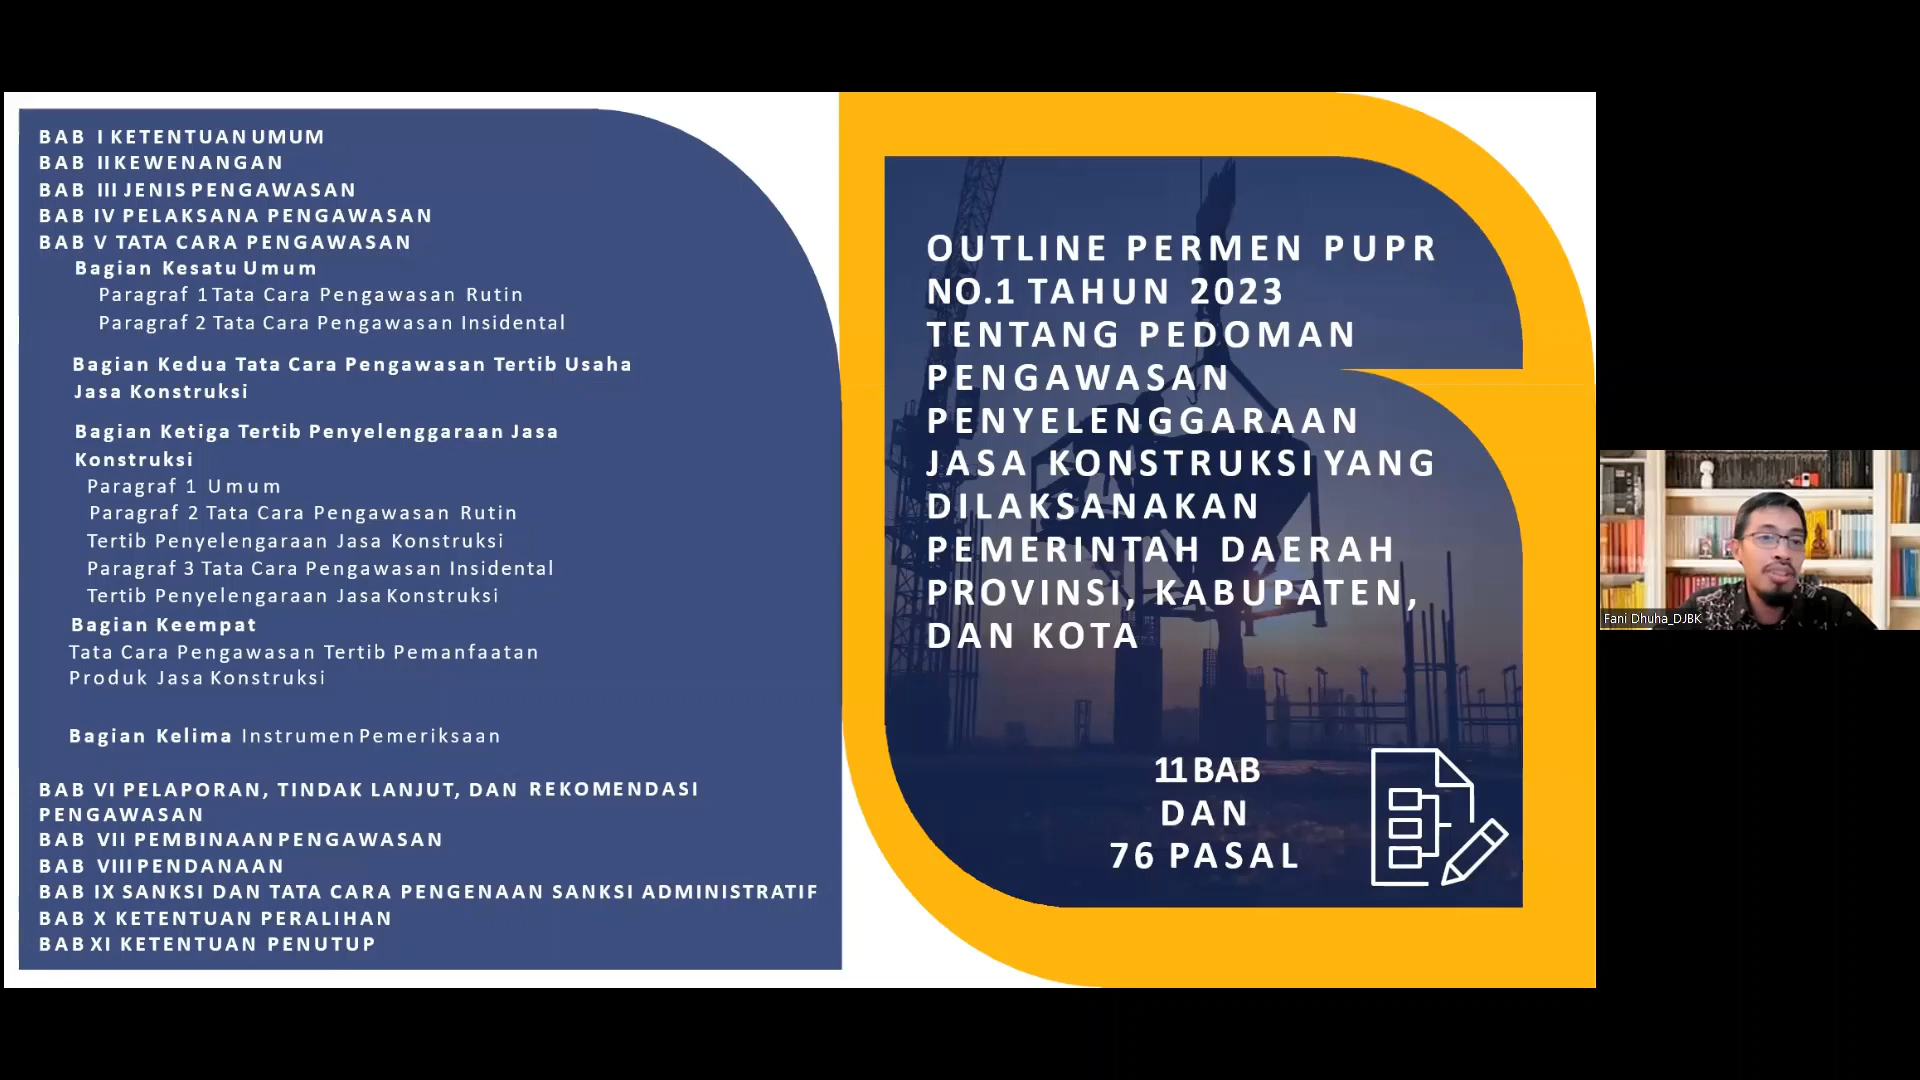 BAB I KETENTUAN UMUM
BAB II KEWENANGAN
BAB III JENIS PENGAWASAN
BAB IV PELAKSANA PENGAWASAN
BAB V TATA CARA PENGAWASAN
Bagian Kesatu Umum
Paragraf 1 Tata Cara Pengawasan Rutin
Paragraf 2 Tata Cara Pengawasan Insidental
Bagian Kedua Tata Cara Pengawasan Tertib Usaha
Jasa Konstruksi
Bagian Ketiga Tertib Penyelenggaraan Jasa
Konstruksi
Paragraf 1 Umum
Paragraf 2 Tata Cara Pengawasan Rutin
Tertib Penyelengaraan Jasa Konstruksi
Paragraf 3 Tata Cara Pengawasan Insidental
Tertib Penyelengaraan Jasa Konstruksi
Bagian Keempat
Tata Cara Pengawasan Tertib Pemanfaatan
Produk Jasa Konstruksi
Bagian Kelima Instrumen Pemeriksaan
BAB VI PELAPORAN, TINDAK LANJUT, DAN REKOMENDASI
PENGAWASAN
BAB VII PEMBINAAN PENGAWASAN
BAB VIII PENDANAAN
BAB IX SANKSI DAN TATA CARA PENGENAAN SANKSI ADMINISTRATIF
BAB X KETENTUAN PERALIHAN
BAB XI KETENTUAN PENUTUP
OUTLINE PERMEN PUPR
NO.1 TAHUN 2023
TENTANG PEDOMAN
PENGAWASAN
PENYELENGGARAAN
JASA KONSTRUKSI YANG
DILAKSANAKAN
PEMERINTAH DAERAH
PROVINSI, KABUPATEN,
DAN KOTA
11 BAB
DAN
76 PASAL
Fani Dhuha_DJBK